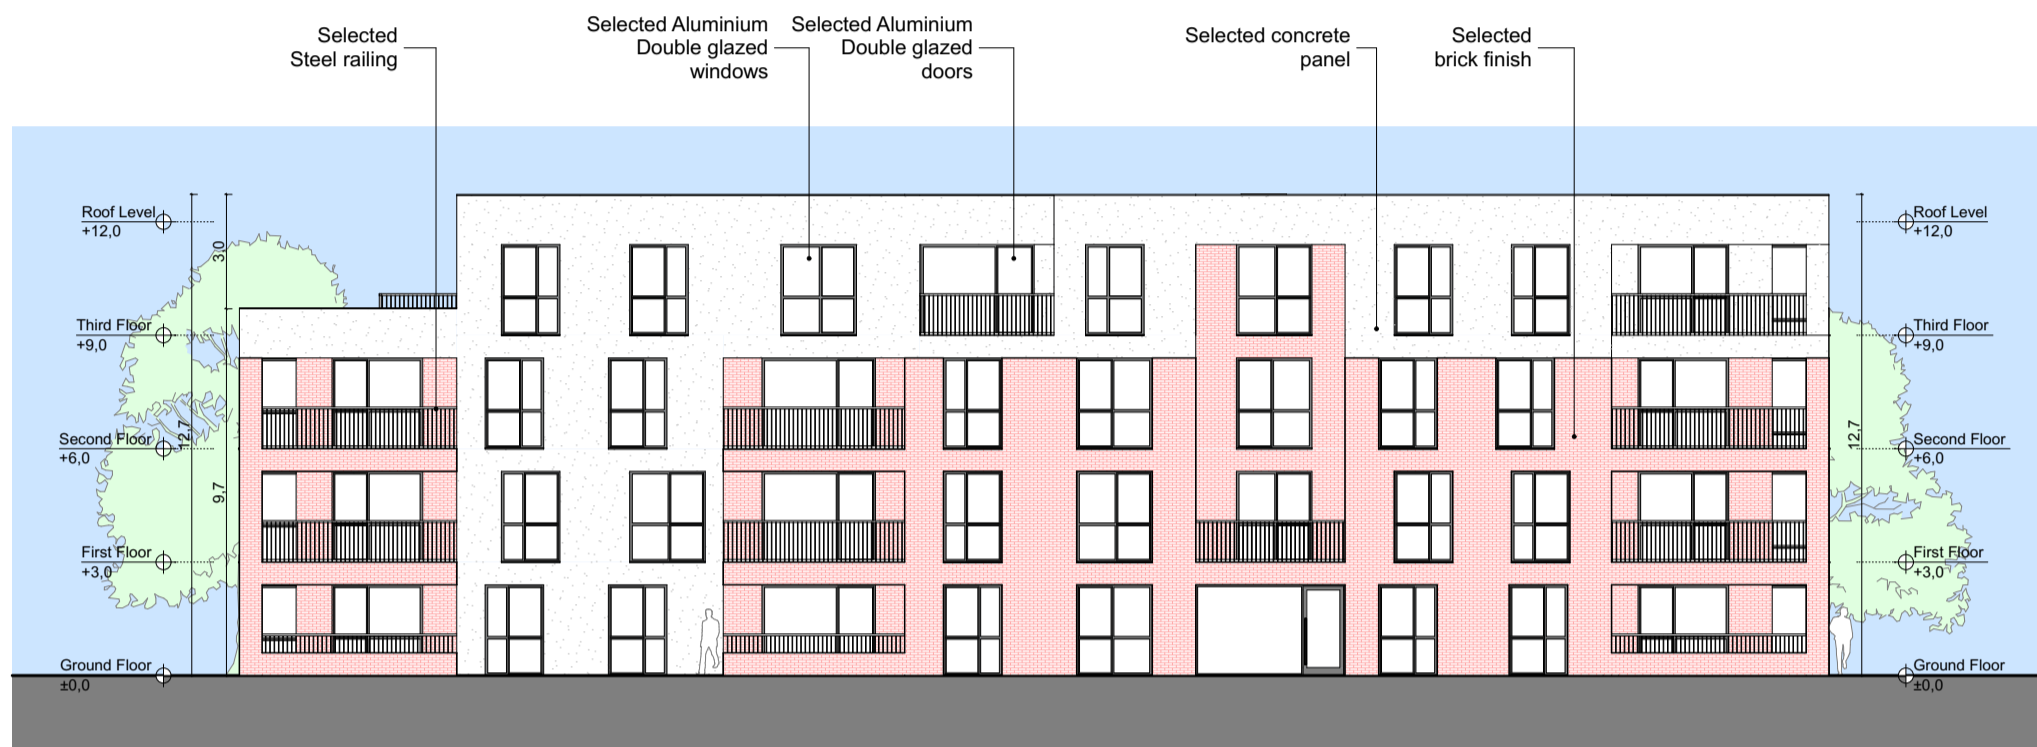 Selected
Steel railing
Selected Aluminium
Double glazed
windows
Selected Aluminium
Double glazed
doors
Selected concrete
panel
Selected
brick finish
Roof Level
+12,0
3,0
Third Floor
+9,0
12,7
Second Floor
+6,0
9,7
First Floor
+3,0
Ground Floor
±0,0
Roof Level
+12,0
Third Floor
+9,0
12,7
Second Floor
+6,0
First Floor
+3,0
Ground Floor
±0,0